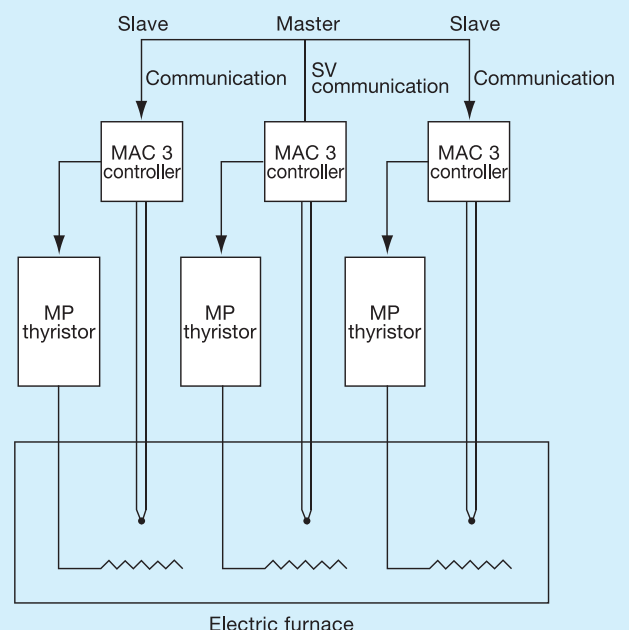 Slave
Master
Slave
Communication
SV
communication
Communication
MAC 3
controller
MAC 3
controller
MAC 3
controller
MP
thyristor
MP
thyristor
MP
thyristor
Electric furnace